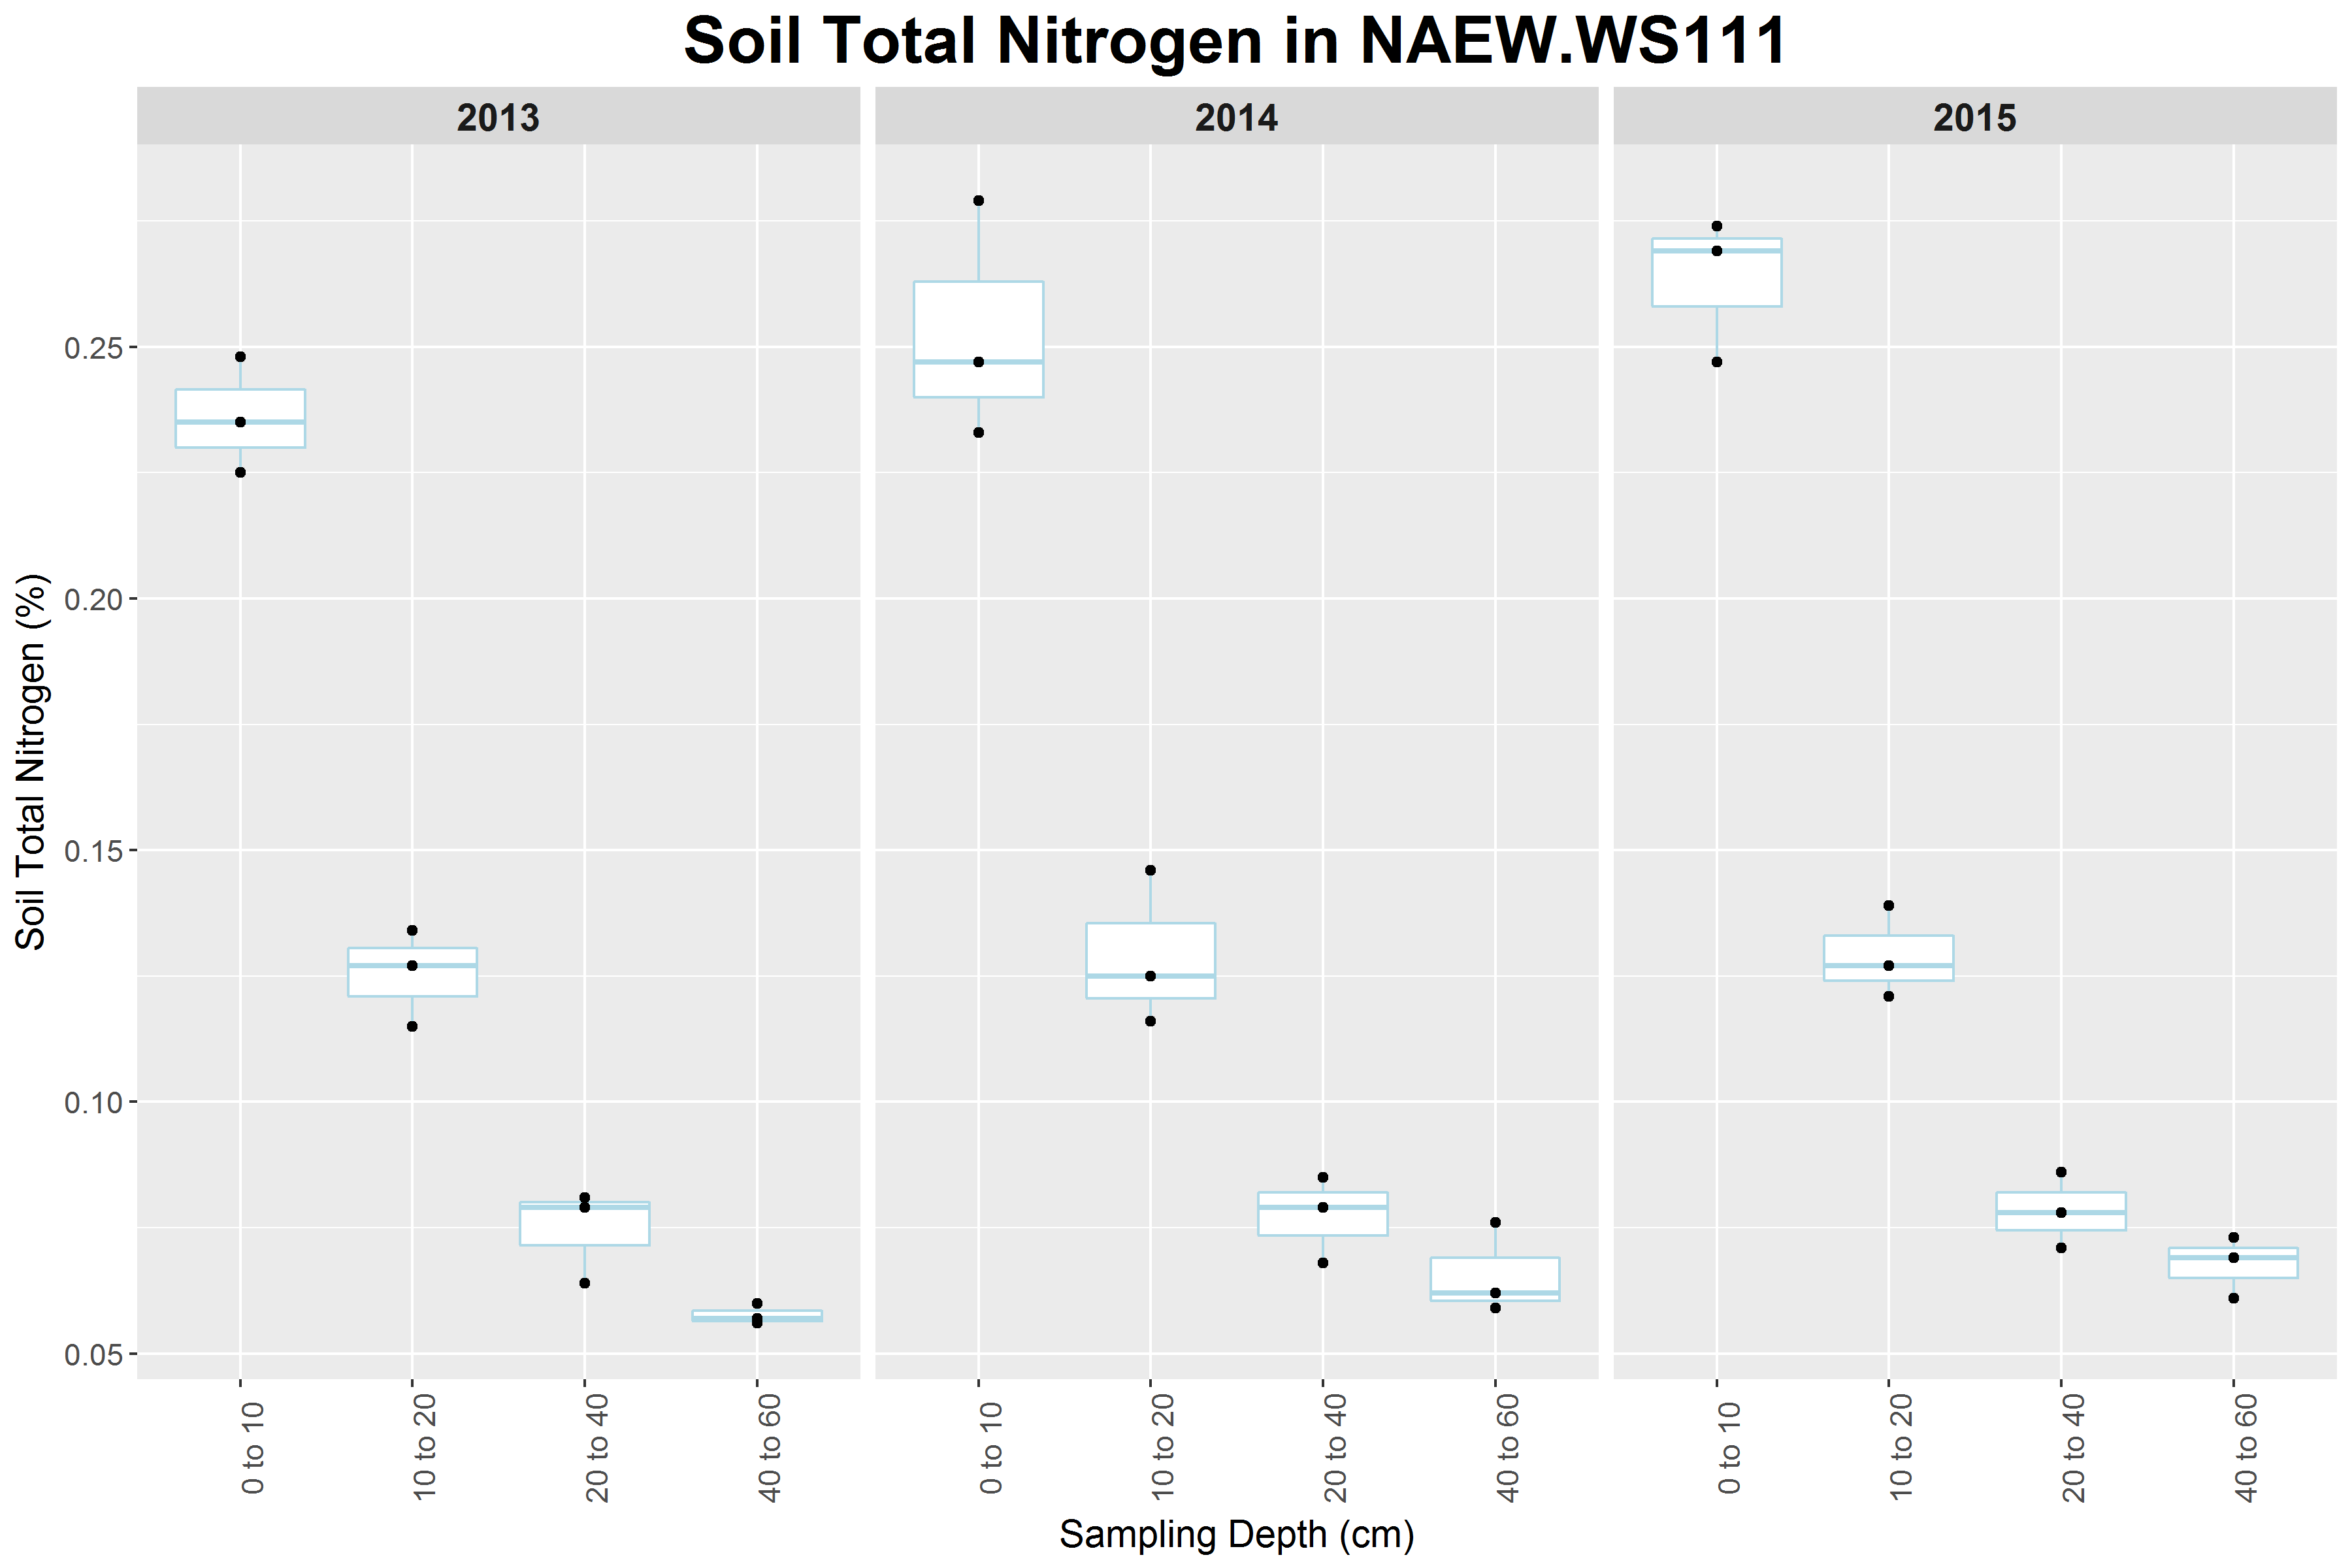 Soil Total Nitrogen in NAEW.WS111
2013
2014
2015
Soil Total Nitrogen (%)
0.25
0.20
0.15
0.10
0.05
0 to 10
10 to 20
20 to 40
40 to 60
0 to 10
10 to 20
20 to 40
40 to 60
0 to 10
10 to 20
20 to 40
40 to 60
Sampling Depth (cm)